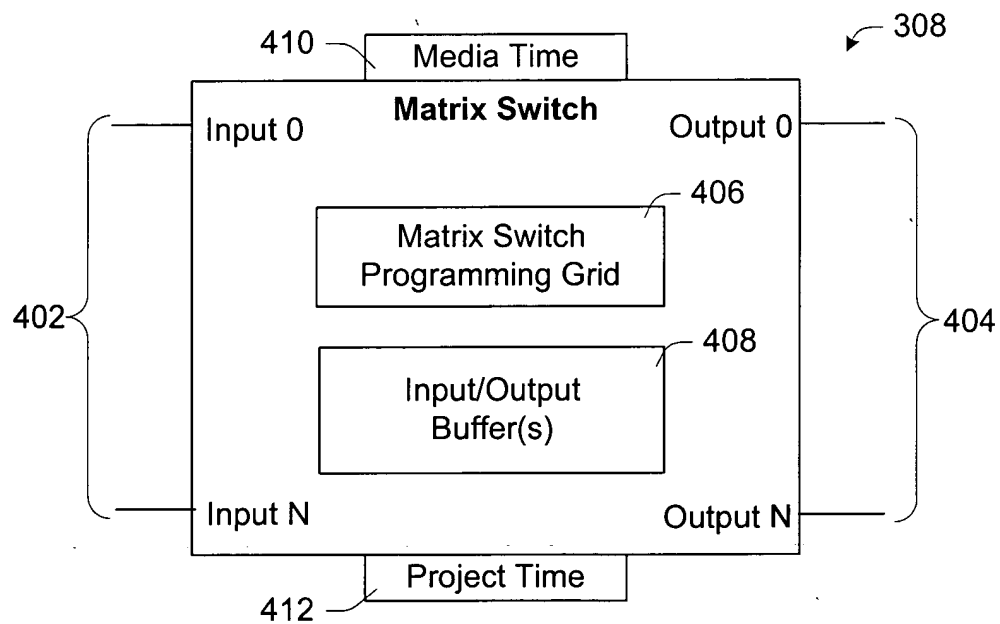 410
Media Time
308
Matrix Switch
Input 0
Output 0
406
Matrix Switch
Programming Grid
402
404
408
Input/Output
Buffer(s)
Input N
Output N
Project Time
412